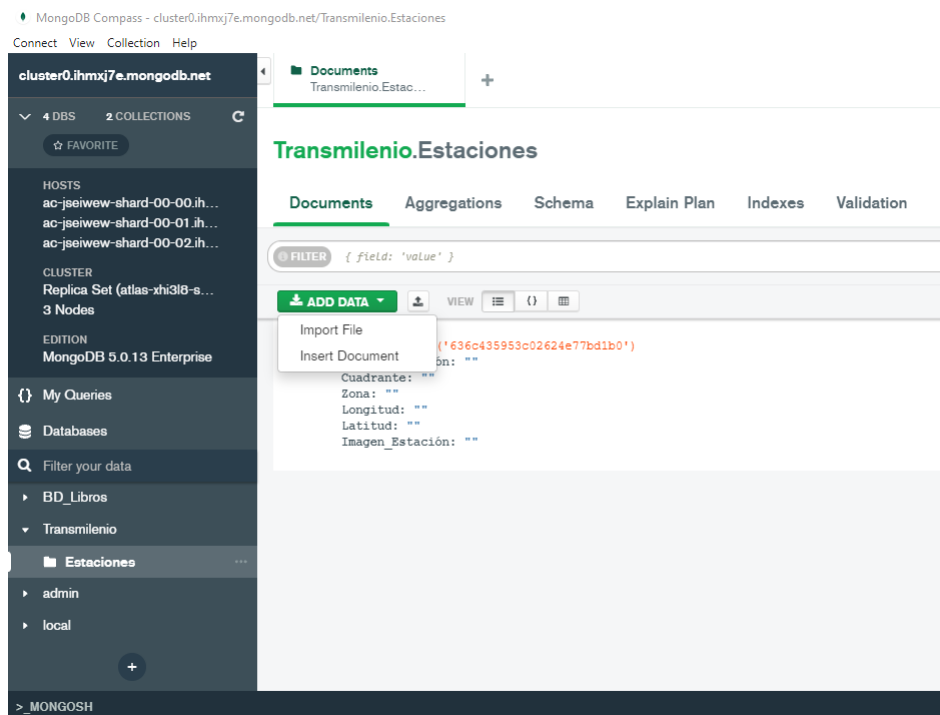 MongoDB Compass - cluster0.ihmxj7e.mongodb.net/Transmilenio.Estaciones
Connect View Collection Help
cluster0.ihmxj7e.mongodb.net
4 DBS 2 COLLECTIONS
FAVORITE
HOSTS
ac-jseiwew-shard-00-00.ih...
ac-jseiwew-shard-00-01.ih...
ac-jseiwew-shard-00-02.ih...
CLUSTER
Replica Set (atlas-xhi3l8-s...
3 Nodes
EDITION
MongoDB 5.0.13 Enterprise
{} My Queries
Databases
Filter your data
BD_Libros
Transmilenio
Estaciones
...
admin
local
+
>_MONGOSH
Documents
Transmilenio.Estac...
+
Transmilenio.Estaciones
Documents Aggregations Schema Explain Plan Indexes Validation
FILTER { field: 'value' }
ADD DATA VIEW {}
Import File
Insert Document
('636c435953c02624e77bd1b0')
ón: ""
Cuadrante: ""
Zona: ""
Longitud: ""
Latitud: ""
Imagen_Estación: ""